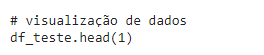 # visualização de dados
df_teste.head(1)